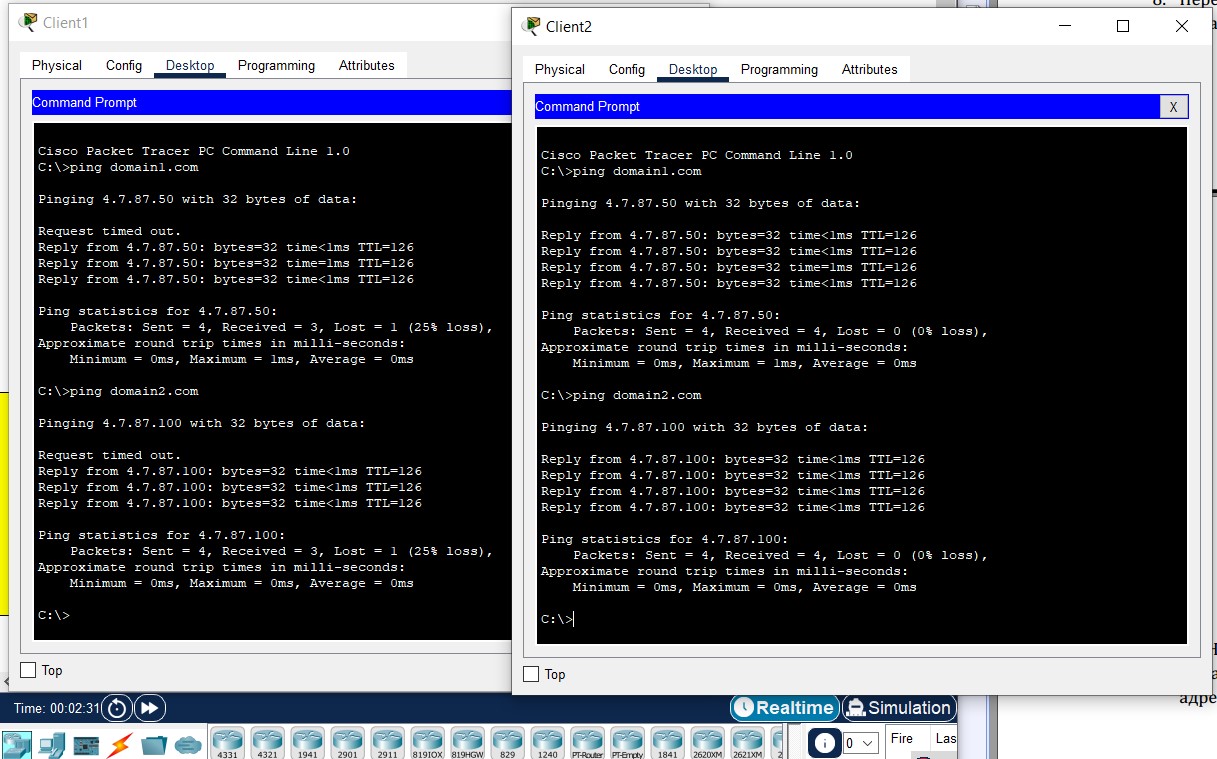 Client1
Physical Config Desktop Programming Attributes
Command Prompt
Cisco Packet Tracer PC Command Line 1.0
C:\>ping domain1.com
Pinging 4.7.87.50 with 32 bytes of data:
Request timed out.
Reply from 4.7.87.50: bytes=32 time<1ms TTL=126
Reply from 4.7.87.50: bytes=32 time=1ms TTL=126
Reply from 4.7.87.50: bytes=32 time<1ms TTL=126
Ping statistics for 4.7.87.50:
Packets: Sent = 4, Received = 3, Lost = 1 (25% loss),
Approximate round trip times in milli-seconds:
Minimum = 0ms, Maximum = 1ms, Average = 0ms
C:\>ping domain2.com
Pinging 4.7.87.100 with 32 bytes of data:
Request timed out.
Reply from 4.7.87.100: bytes=32 time<1ms TTL=126
Reply from 4.7.87.100: bytes=32 time<1ms TTL=126
Reply from 4.7.87.100: bytes=32 time<1ms TTL=126
Ping statistics for 4.7.87.100:
Packets: Sent = 4, Received = 3, Lost = 1 (25% loss),
Approximate round trip times in milli-seconds:
Minimum = 0ms, Maximum = 0ms, Average = 0ms
C:\>
Top
Client2
Physical Config Desktop Programming Attributes
Command Prompt X
Cisco Packet Tracer PC Command Line 1.0
C:\>ping domain1.com
Pinging 4.7.87.50 with 32 bytes of data:
Reply from 4.7.87.50: bytes=32 time<1ms TTL=126
Reply from 4.7.87.50: bytes=32 time<1ms TTL=126
Reply from 4.7.87.50: bytes=32 time=1ms TTL=126
Reply from 4.7.87.50: bytes=32 time<1ms TTL=126
Ping statistics for 4.7.87.50:
Packets: Sent = 4, Received = 4, Lost = 0 (0% loss),
Approximate round trip times in milli-seconds:
Minimum = 0ms, Maximum = 1ms, Average = 0ms
C:\>ping domain2.com
Pinging 4.7.87.100 with 32 bytes of data:
Reply from 4.7.87.100: bytes=32 time<1ms TTL=126
Reply from 4.7.87.100: bytes=32 time<1ms TTL=126
Reply from 4.7.87.100: bytes=32 time<1ms TTL=126
Reply from 4.7.87.100: bytes=32 time<1ms TTL=126
Ping statistics for 4.7.87.100:
Packets: Sent = 4, Received = 4, Lost = 0 (0% loss),
Approximate round trip times in milli-seconds:
Minimum = 0ms, Maximum = 0ms, Average = 0ms
C:\>
Top
адре
Time: 00:02:31 Realtime Simulation
4331 4321 1941 2901 2911 819IOX 819HGW 829 1240 PT-Router PT-Empty 1841 2620XM 2621XM
0 Fire Las